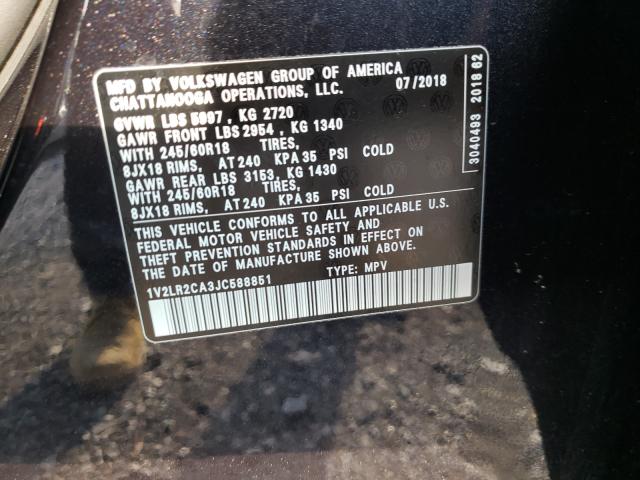 MFD BY VOLKSWAGEN GROUP OF AMERICA
CHATTANOOGA OPERATIONS, LLC. 07/2018
GVWR LBS 5997, KG 2720
GAWR FRONT LBS 2954, KG 1340
WITH 245/60R18 TIRES,
8JX18 RIMS, AT 240 KPA 35 PSI COLD
GAWR REAR LBS 3153, KG 1430
WITH 245/60R18 TIRES,
8JX18 RIMS, AT 240 KPA 35 PSI COLD
THIS VEHICLE CONFORMS TO ALL APPLICABLE U.S.
FEDERAL MOTOR VEHICLE SAFETY AND
THEFT PREVENTION STANDARDS IN EFFECT ON
THE DATE OF MANUFACTURE SHOWN ABOVE.
1V2LR2CA3JC588851 TYPE: MPV
3040493 2018 62